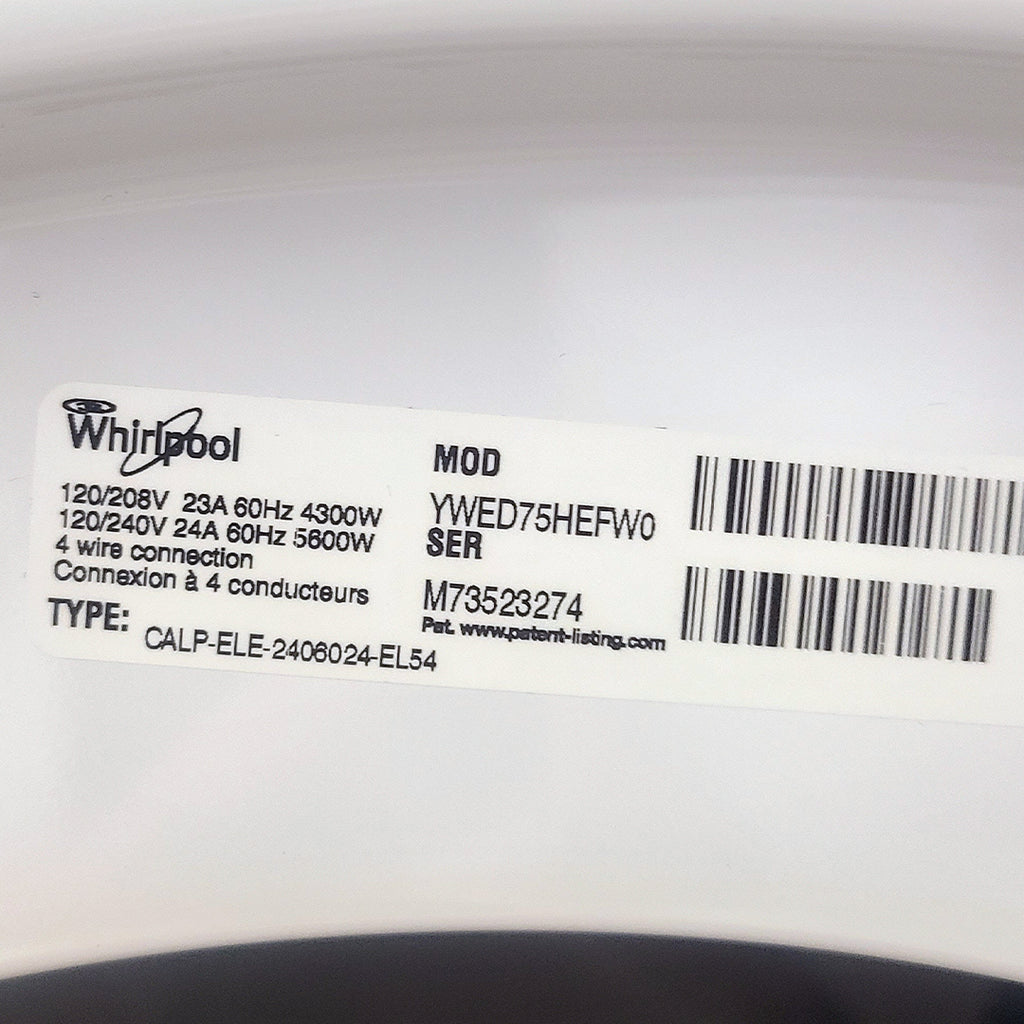 Whirlpool
120/208V 23A 60Hz 4300W
120/240V 24A 60Hz 5600W
4 wire connection
Connexion à 4 conducteurs
TYPE: CALP-ELE-2406024-EL54
MOD
YWED75HEFW0
SER
M73523274
Pat. www.patent-listing.com